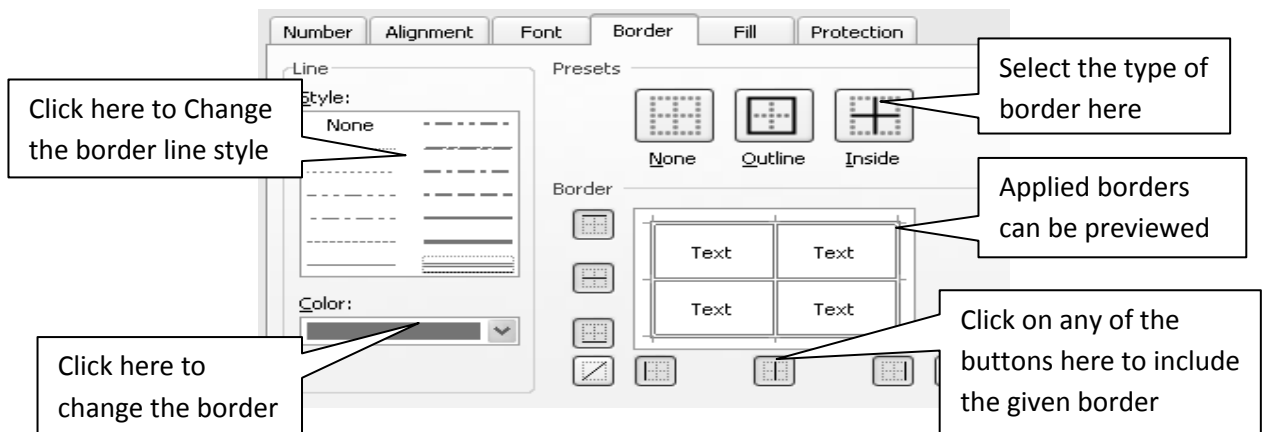 Number Alignment Font Border Fill Protection
Line
Presets
Select the type of
border here
Click here to Change
the border line style
Style:
None
None Outline Inside
Border
Applied borders
can be previewed
Text Text
Text Text
Color:
Click here to
change the border
Click on any of the
buttons here to include
the given border